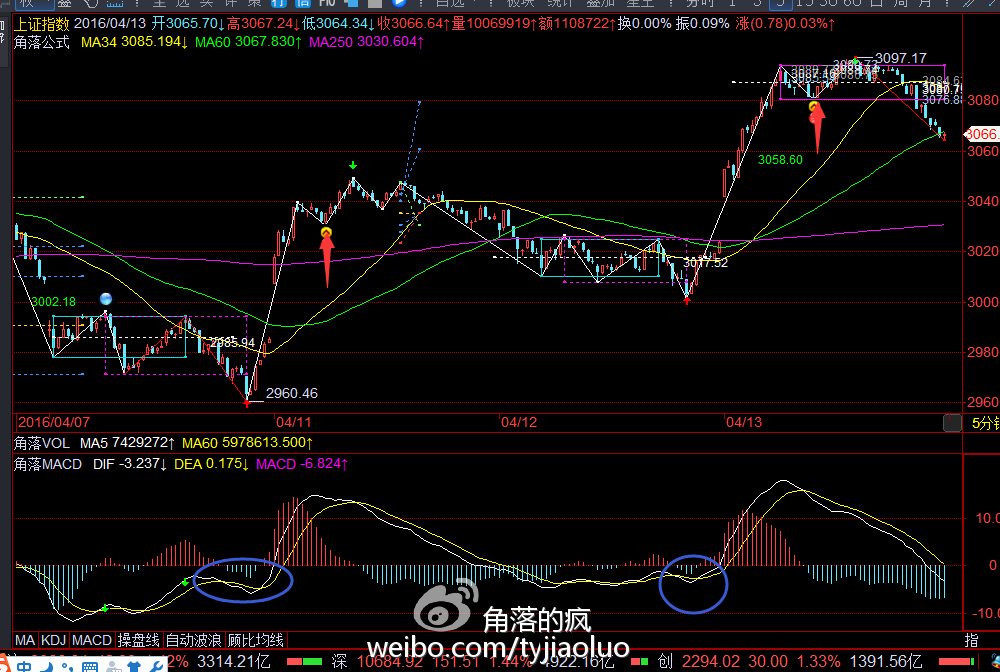 上证指数 2016/04/13 开3065.70↓高3067.24↓低3064.34↓收3066.64↑量10069919↑额1108722↑换0.00% 振0.09% 涨(0.78)0.03%↑
角落公式 MA34 3085.194↓ MA60 3067.830↑ MA250 3030.604↑
3097.17
3080
3066.
3060
3058.60
3040
3020
3017.52
3002.18
3000
2985.94
2980
2960.46
2960
2016/04/07 04/11 04/12 04/13 5分钟
角落VOL MA5 7429272↑ MA60 5978613.500↑
角落MACD DIF -3.237↓ DEA 0.175↓ MACD -6.824↑
10.0
0
-10.0
角落的疯
MA KDJ MACD 操盘线 自动波浪 顾比均线 指
weibo.com/tyjiaoluo
2% 3314.21亿 深 10684.92 151.51 1.44% 4922.16亿 创 2294.02 30.00 1.33% 1391.56亿